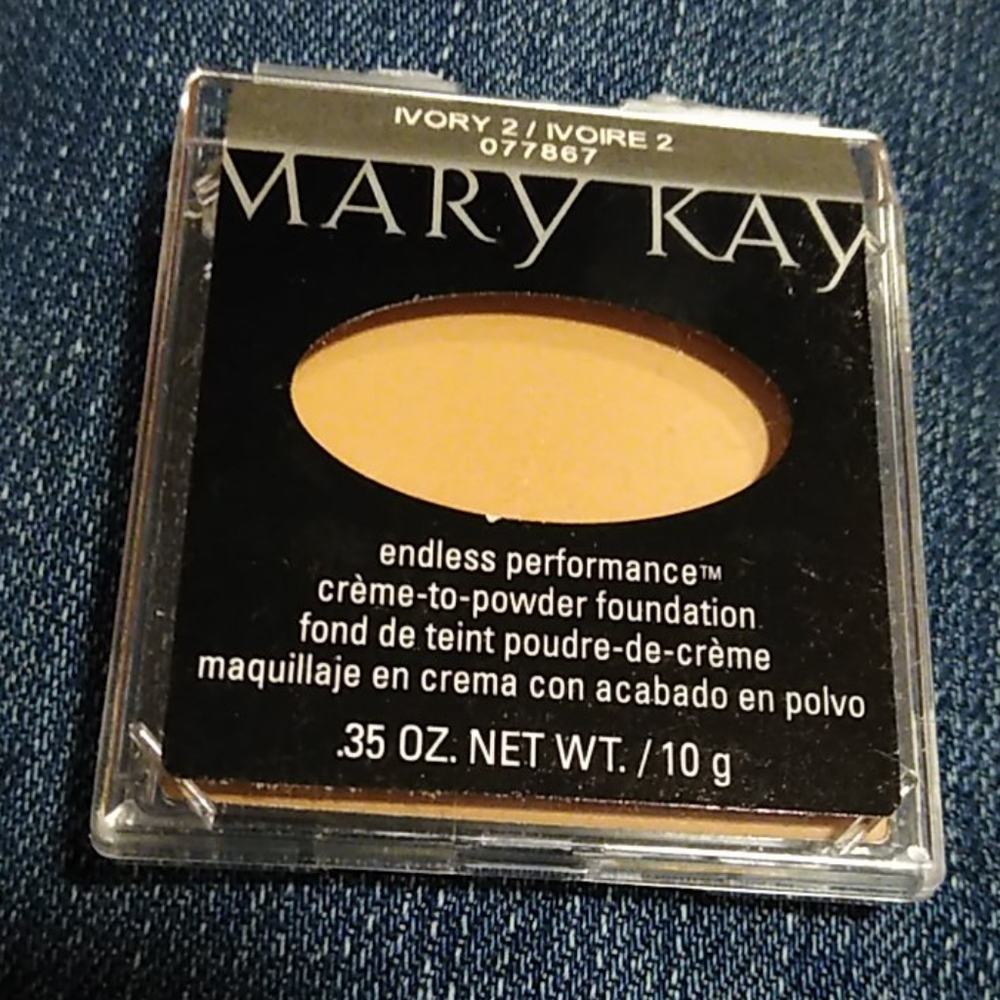 IVORY 2 / IVOIRE 2
077867
MARY KAY
endless performance™
crème-to-powder foundation
fond de teint poudre-de-crème
maquillaje en crema con acabado en polvo
.35 OZ. NET WT. / 10 g